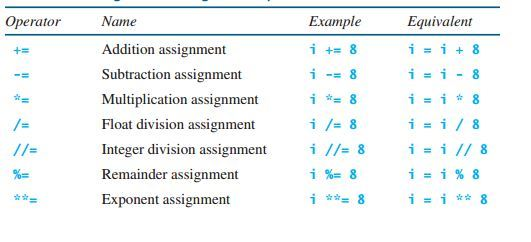 Operator Name Example Equivalent
+= Addition assignment i += 8 i = i + 8
-= Subtraction assignment i -= 8 i = i - 8
*= Multiplication assignment i *= 8 i = i * 8
/= Float division assignment i /= 8 i = i / 8
//= Integer division assignment i //= 8 i = i // 8
%= Remainder assignment i %= 8 i = i % 8
**= Exponent assignment i **= 8 i = i ** 8